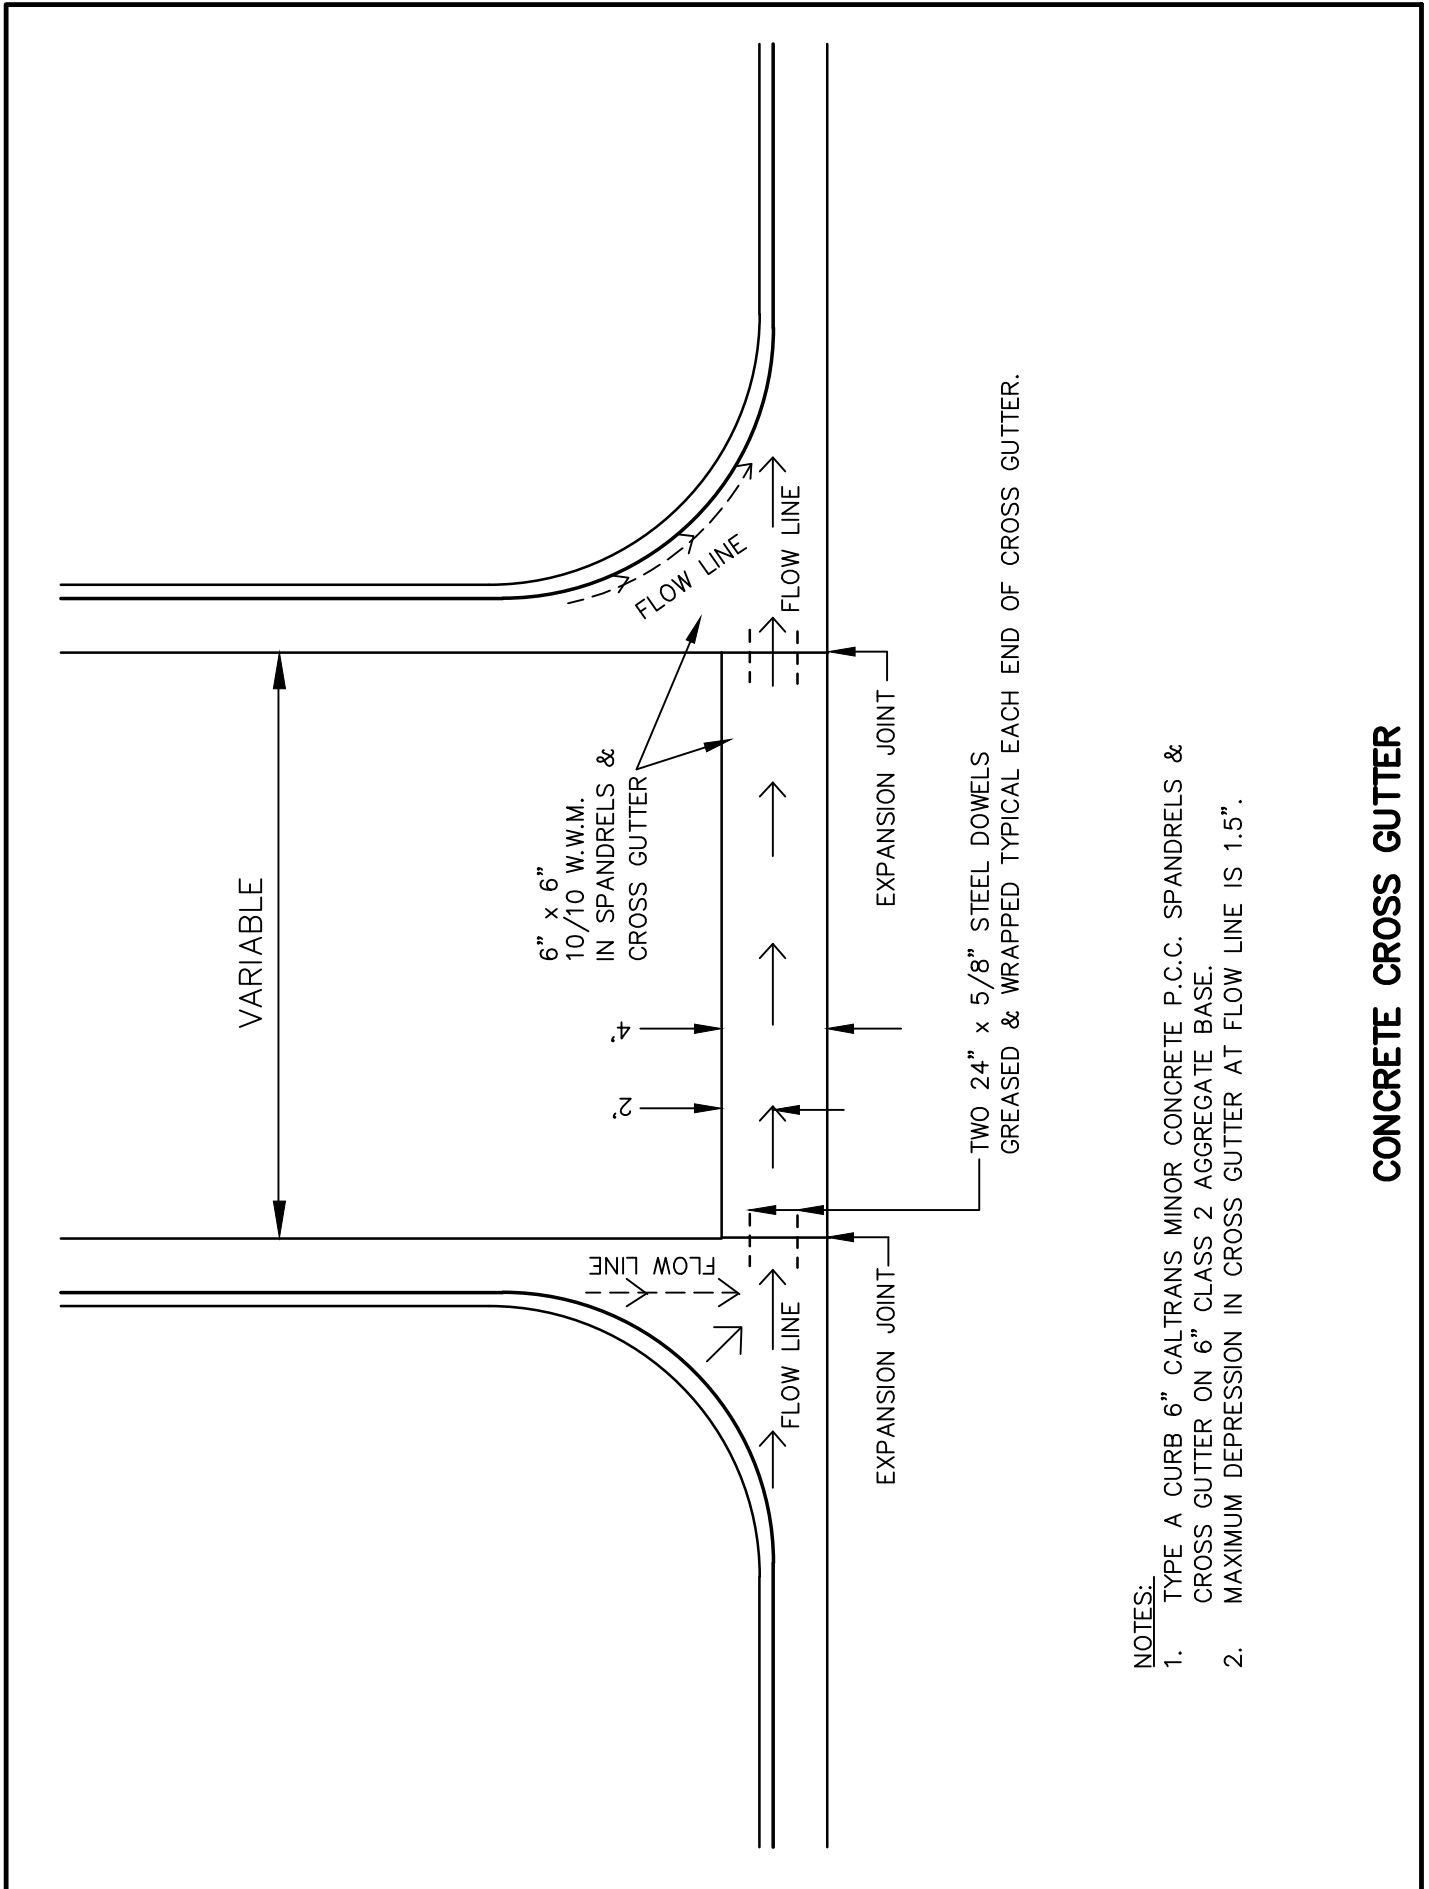 VARIABLE
6" x 6"
10/10 W.W.M.
IN SPANDRELS &
CROSS GUTTER
4'
2'
FLOW LINE
FLOW LINE
FLOW LINE
FLOW LINE
EXPANSION JOINT
EXPANSION JOINT
TWO 24" x 5/8" STEEL DOWELS
GREASED & WRAPPED TYPICAL EACH END OF CROSS GUTTER.
NOTES:
1. TYPE A CURB 6" CALTRANS MINOR CONCRETE P.C.C. SPANDRELS &
CROSS GUTTER ON 6" CLASS 2 AGGREGATE BASE.
2. MAXIMUM DEPRESSION IN CROSS GUTTER AT FLOW LINE IS 1.5".
CONCRETE CROSS GUTTER